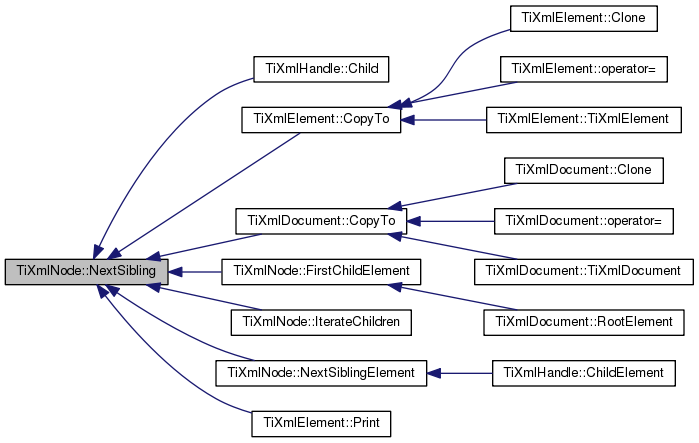 TiXmlElement::Clone
TiXmlHandle::Child
TiXmlElement::operator=
TiXmlElement::CopyTo
TiXmlElement::TiXmlElement
TiXmlDocument::Clone
TiXmlDocument::CopyTo
TiXmlDocument::operator=
TiXmlNode::NextSibling
TiXmlNode::FirstChildElement
TiXmlDocument::TiXmlDocument
TiXmlNode::IterateChildren
TiXmlDocument::RootElement
TiXmlNode::NextSiblingElement
TiXmlHandle::ChildElement
TiXmlElement::Print